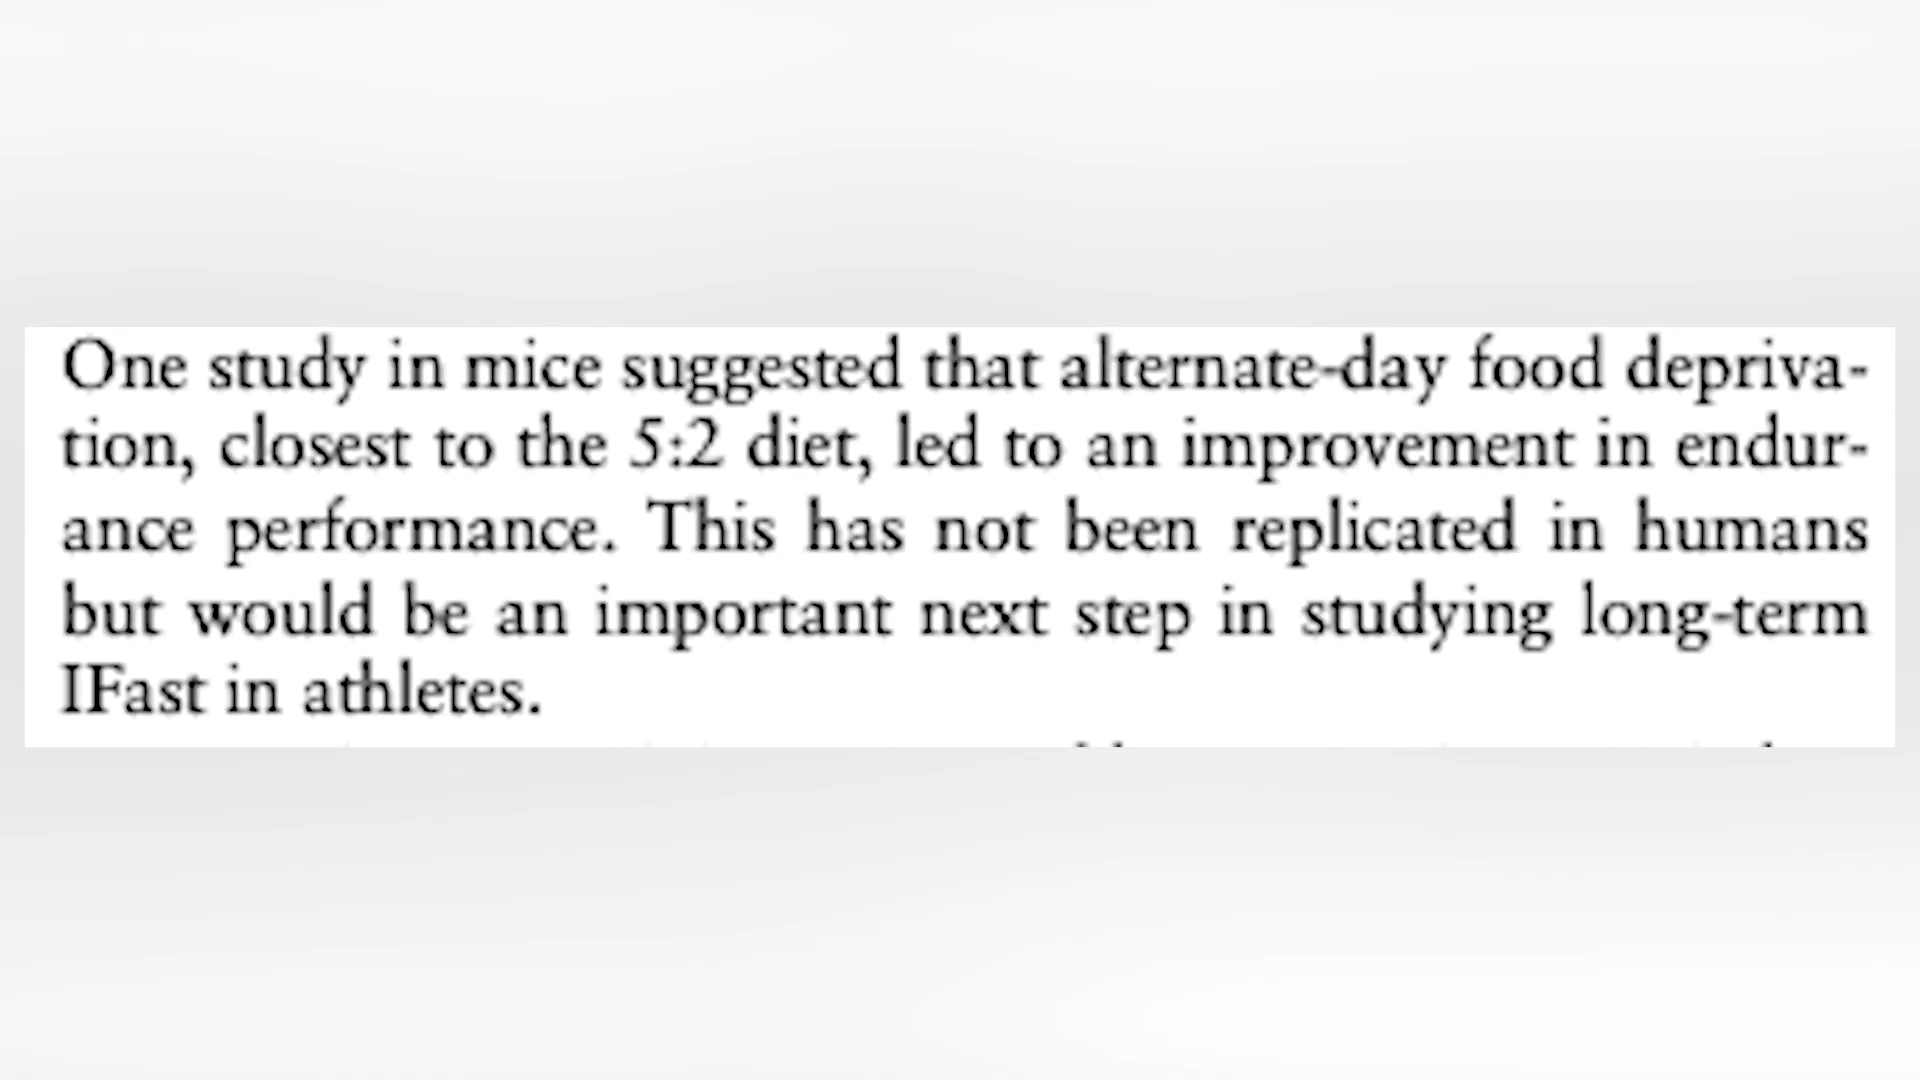 One study in mice suggested that alternate-day food depriva-
tion, closest to the 5:2 diet, led to an improvement in endur-
ance performance. This has not been replicated in humans
but would be an important next step in studying long-term
IFast in athletes.